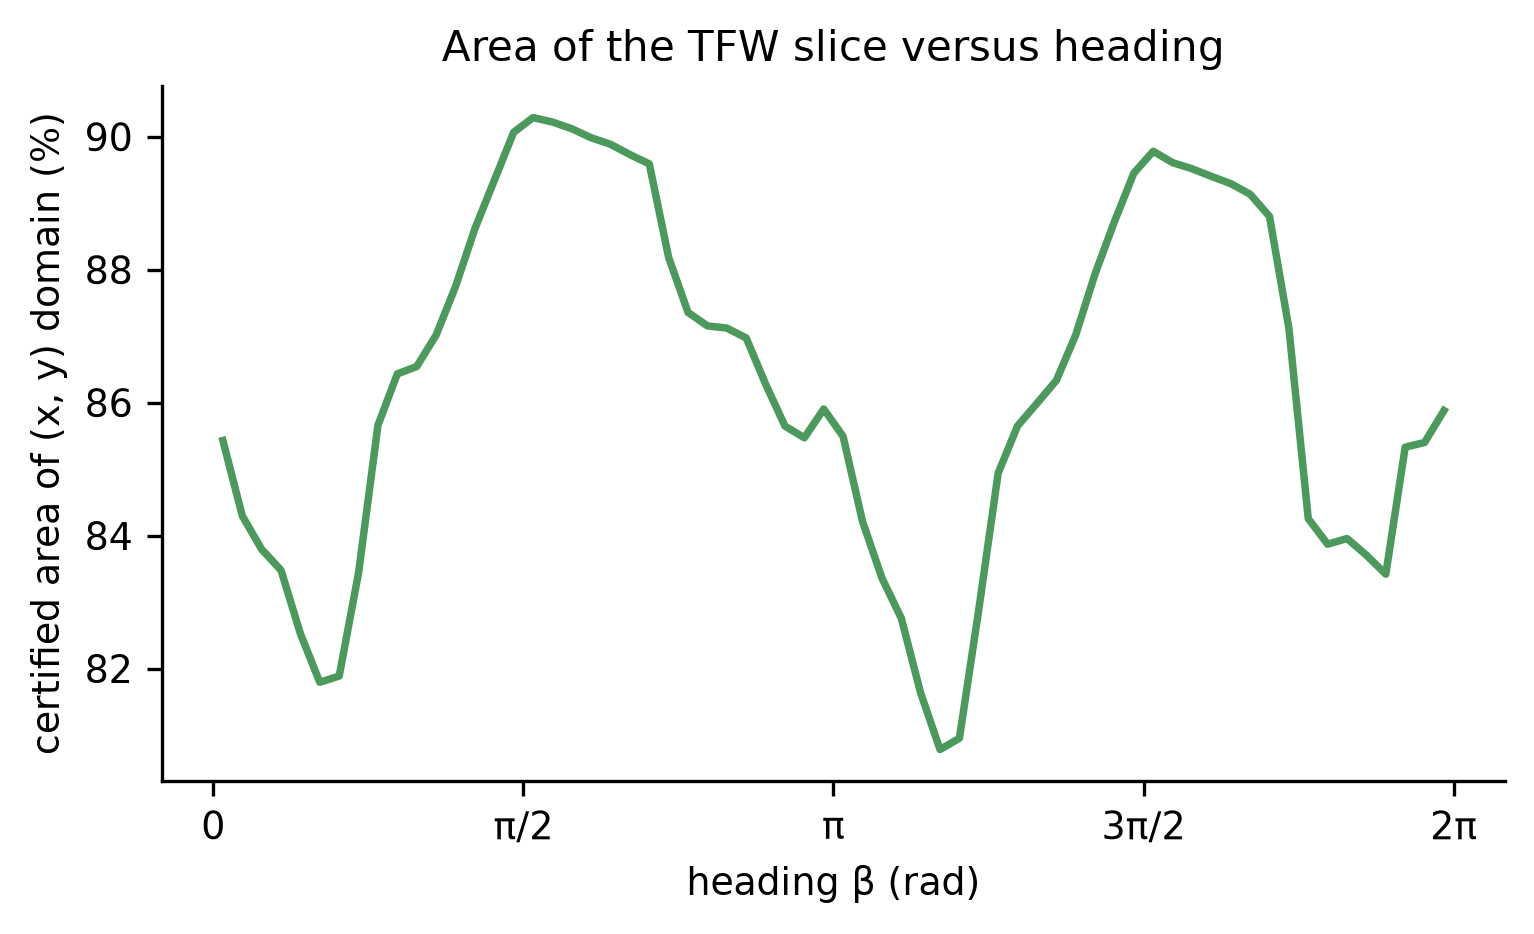 Area of the TFW slice versus heading
certified area of (x, y) domain (%)
90
88
86
84
82
0
π/2
π
3π/2
2π
heading β (rad)